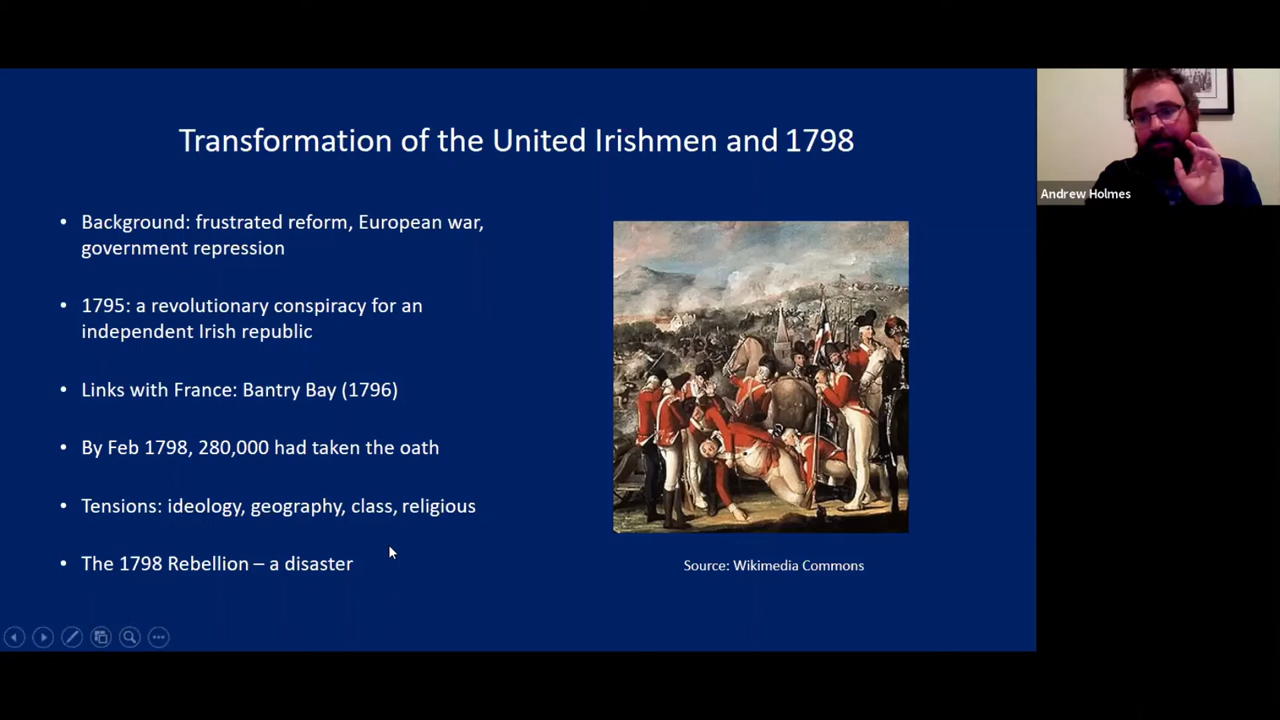 Transformation of the United Irishmen and 1798
• Background: frustrated reform, European war,
government repression
• 1795: a revolutionary conspiracy for an
independent Irish republic
• Links with France: Bantry Bay (1796)
• By Feb 1798, 280,000 had taken the oath
• Tensions: ideology, geography, class, religious
• The 1798 Rebellion – a disaster
Source: Wikimedia Commons
Andrew Holmes